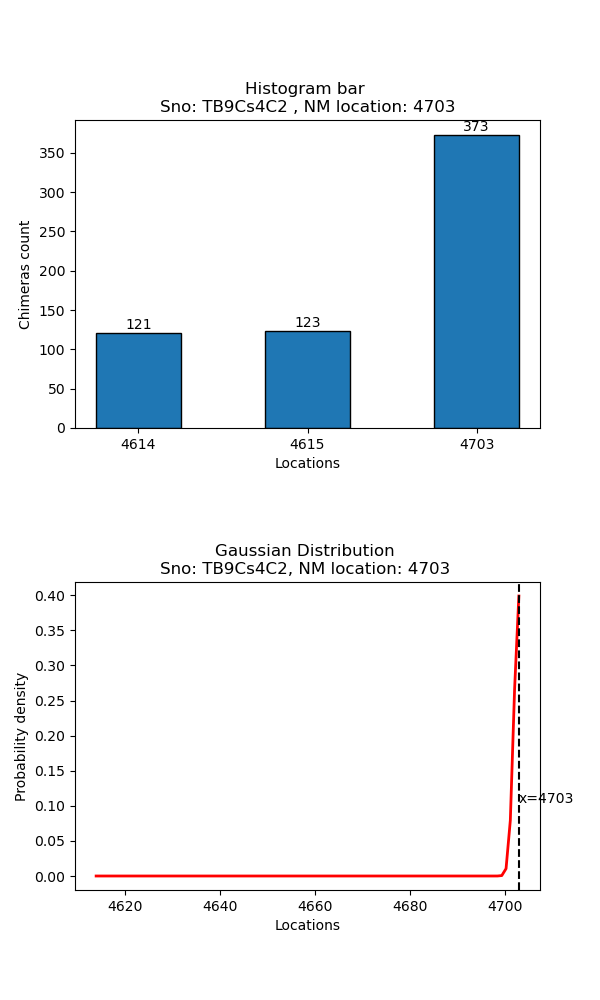 Histogram bar
Sno: TB9Cs4C2 , NM location: 4703
373
350
300
250
200
150
100
50
0
121
123
Chimeras count
4614 4615 4703
Locations
Gaussian Distribution
Sno: TB9Cs4C2, NM location: 4703
0.40
0.35
0.30
0.25
0.20
0.15
0.10
0.05
0.00
x=4703
Probability density
4620 4640 4660 4680 4700
Locations